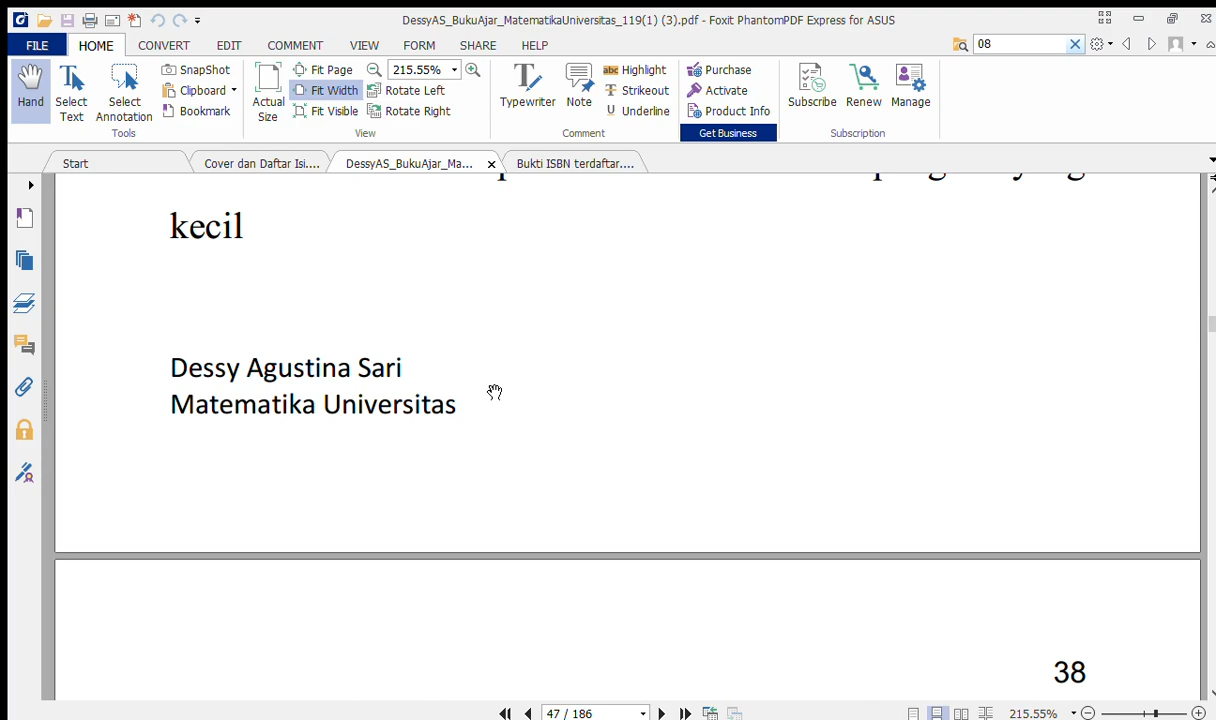 DessyAS_BukuAjar_MatematikaUniversitas_119(1) (3).pdf - Foxit PhantomPDF Express for ASUS
FILE HOME CONVERT EDIT COMMENT VIEW FORM SHARE HELP 08
Hand
Select Text
Select Annotation
SnapShot
Clipboard
Bookmark
Tools
Actual Size
Fit Page
Fit Width
Fit Visible
215.55%
Rotate Left
Rotate Right
View
Typewriter
Note
Highlight
Strikeout
Underline
Comment
Purchase
Activate
Product Info
Get Business
Subscribe
Renew
Manage
Subscription
Start Cover dan Daftar Isi.... DessyAS_BukuAjar_Ma... Bukti ISBN terdaftar....
kecil
Dessy Agustina Sari
Matematika Universitas
38
47 / 186 215.55%